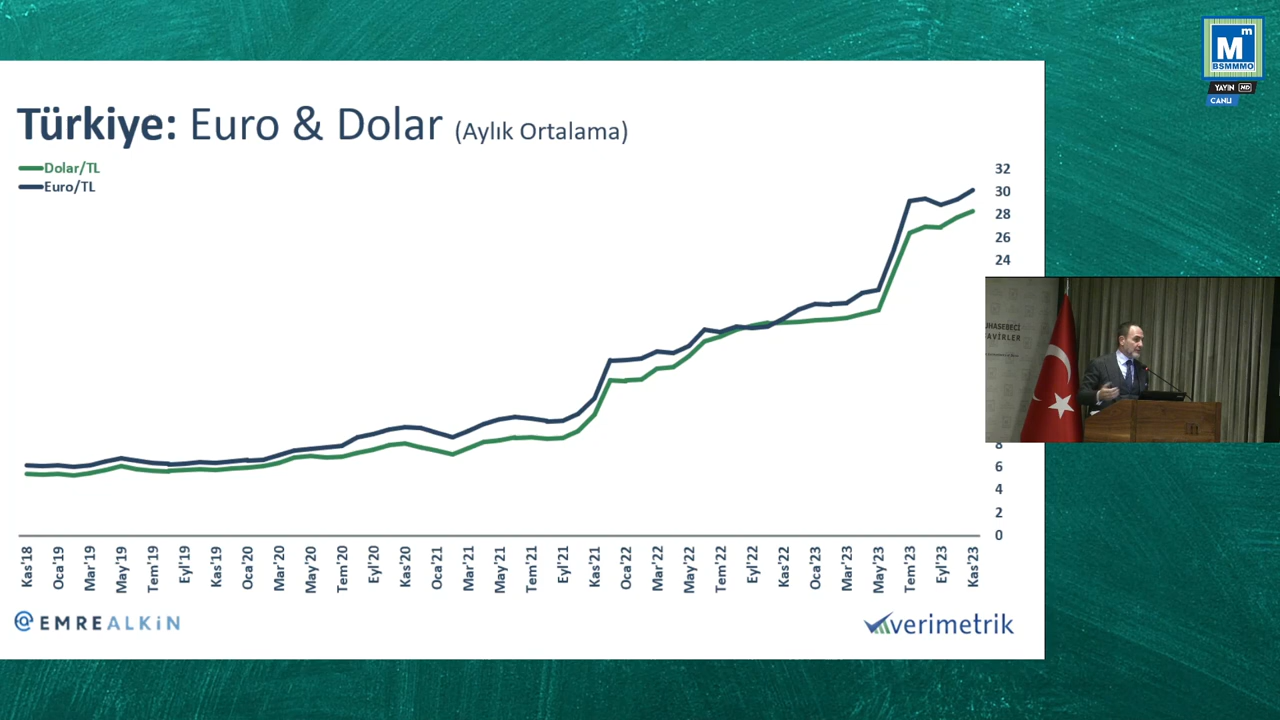 M m
BSMMMO
YAYIN HD
CANLI
Türkiye: Euro & Dolar (Aylık Ortalama)
Dolar/TL
Euro/TL
32
30
28
26
24
8
6
4
2
0
UHASEBECİ
AVİRLER
Kas'18
Oca'19
Mar'19
May'19
Tem'19
Eyl'19
Kas'19
Oca'20
Mar'20
May'20
Tem'20
Eyl'20
Kas'20
Oca'21
Mar'21
May'21
Tem'21
Eyl'21
Kas'21
Oca'22
Mar'22
May'22
Tem'22
Eyl'22
Kas'22
Oca'23
Mar'23
May'23
Tem'23
Eyl'23
Kas'23
@EMREALKiN
verimetrik